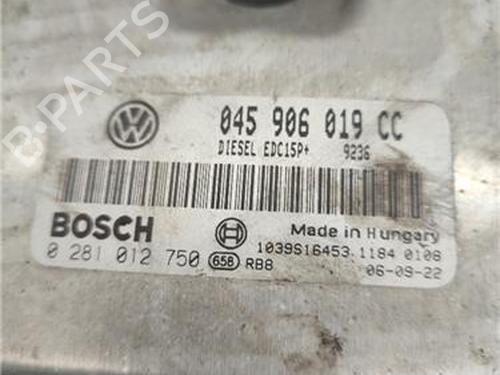 045 906 019 CC
DIESEL EDC15P+ 9236
BOSCH
Made in Hungary
0 281 012 750 658 RB8
1039S16453.1184 0108
06-09-22
B-PARTS